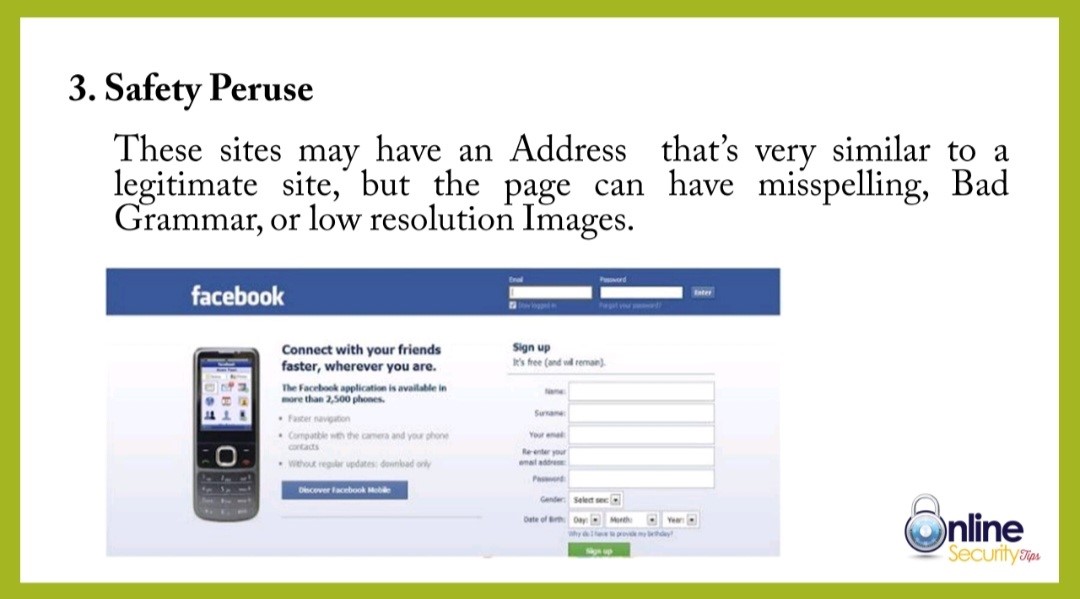 3. Safety Peruse
These sites may have an Address that's very similar to a
legitimate site, but the page can have misspelling, Bad
Grammar, or low resolution Images.
facebook
Email
Password
Enter
Stay logged in
Forgot your password?
Connect with your friends
faster, wherever you are.
The Facebook application is available in
more than 2,500 phones.
• Faster navigation
• Compatible with the camera and your phone
contacts
• Without regular updates: download only
Discover Facebook Mobile
Sign up
It's free (and will remain).
Name:
Surname:
Your email:
Re-enter your
email address:
Password:
Gender: Select sex:
Date of Birth: Day: Month: Year:
Why do I have to provide my birthday?
Sign up
Online
Security Tips